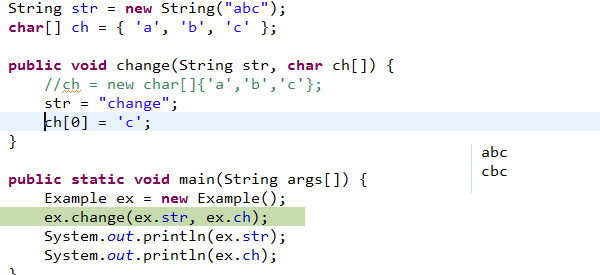 String str = new String("abc");
char[] ch = { 'a', 'b', 'c' };
public void change(String str, char ch[]) {
//ch = new char[]{'a','b','c'};
str = "change";
ch[0] = 'c';
}
abc
cbc
public static void main(String args[]) {
Example ex = new Example();
ex.change(ex.str, ex.ch);
System.out.println(ex.str);
System.out.println(ex.ch);
}